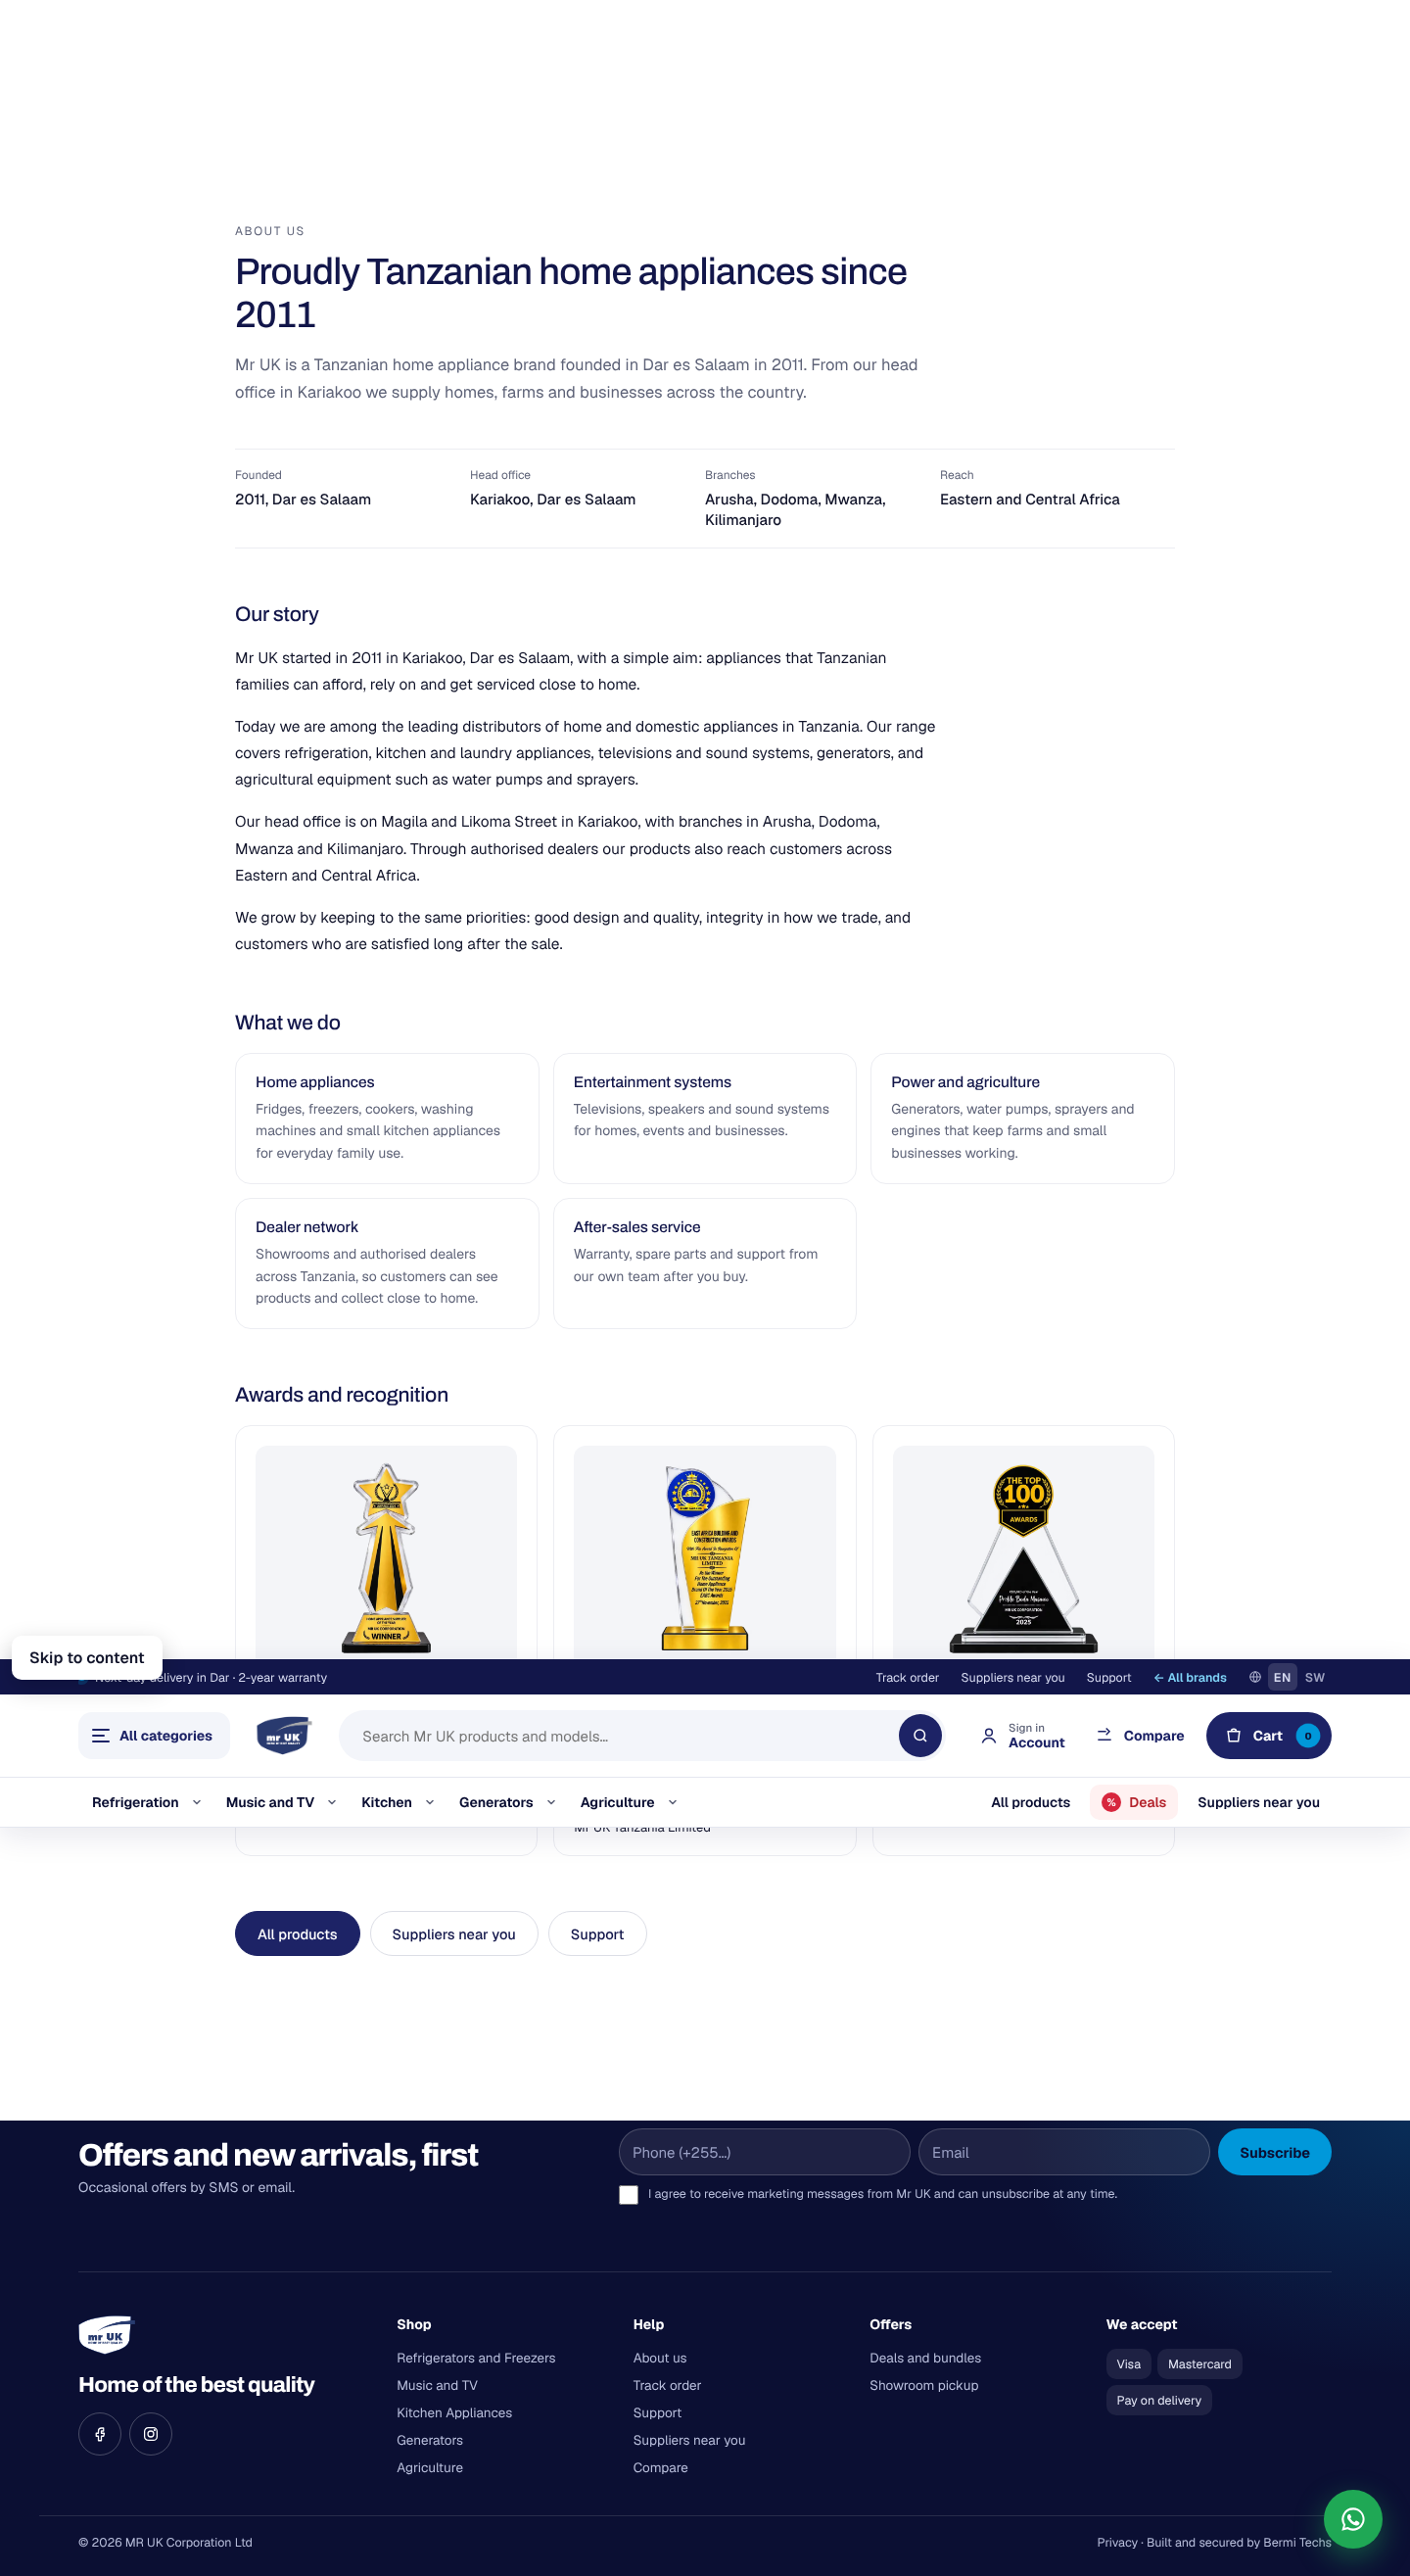 ABOUT US
Proudly Tanzanian home appliances since
2011
Mr UK is a Tanzanian home appliance brand founded in Dar es Salaam in 2011. From our head
office in Kariakoo we supply homes, farms and businesses across the country.
Founded
2011, Dar es Salaam
Head office
Kariakoo, Dar es Salaam
Branches
Arusha, Dodoma, Mwanza,
Kilimanjaro
Reach
Eastern and Central Africa
Our story
Mr UK started in 2011 in Kariakoo, Dar es Salaam, with a simple aim: appliances that Tanzanian
families can afford, rely on and get serviced close to home.
Today we are among the leading distributors of home and domestic appliances in Tanzania. Our range
covers refrigeration, kitchen and laundry appliances, televisions and sound systems, generators, and
agricultural equipment such as water pumps and sprayers.
Our head office is on Magila and Likoma Street in Kariakoo, with branches in Arusha, Dodoma,
Mwanza and Kilimanjaro. Through authorised dealers our products also reach customers across
Eastern and Central Africa.
We grow by keeping to the same priorities: good design and quality, integrity in how we trade, and
customers who are satisfied long after the sale.
What we do
Home appliances
Fridges, freezers, cookers, washing
machines and small kitchen appliances
for everyday family use.
Entertainment systems
Televisions, speakers and sound systems
for homes, events and businesses.
Power and agriculture
Generators, water pumps, sprayers and
engines that keep farms and small
businesses working.
Dealer network
Showrooms and authorised dealers
across Tanzania, so customers can see
products and collect close to home.
After-sales service
Warranty, spare parts and support from
our own team after you buy.
Awards and recognition
WINNER
EAST AFRICA BUILDING AND
CONSTRUCTION AWARDS
MR UK TANZANIA
LIMITED
THE TOP
100
AWARDS
MR UK CORPORATION
2025
Skip to content
Next-day delivery in Dar · 2-year warranty
Track order
Suppliers near you
Support
← All brands
EN
SW
All categories
mr UK
Search Mr UK products and models...
Sign in
Account
Compare
Cart
0
Refrigeration
Music and TV
Kitchen
Generators
Agriculture
All products
% Deals
Suppliers near you
Mr UK Tanzania Limited
All products
Suppliers near you
Support
Offers and new arrivals, first
Occasional offers by SMS or email.
Phone (+255...)
Email
Subscribe
I agree to receive marketing messages from Mr UK and can unsubscribe at any time.
mr UK
Home of the best quality
Shop
Refrigerators and Freezers
Music and TV
Kitchen Appliances
Generators
Agriculture
Help
About us
Track order
Support
Suppliers near you
Compare
Offers
Deals and bundles
Showroom pickup
We accept
Visa
Mastercard
Pay on delivery
© 2026 MR UK Corporation Ltd
Privacy · Built and secured by Bermi Techs